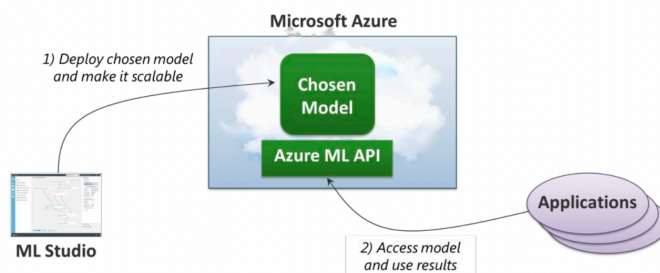 Microsoft Azure
1) Deploy chosen model
and make it scalable
Chosen
Model
Azure ML API
Applications
ML Studio
2) Access model
and use results